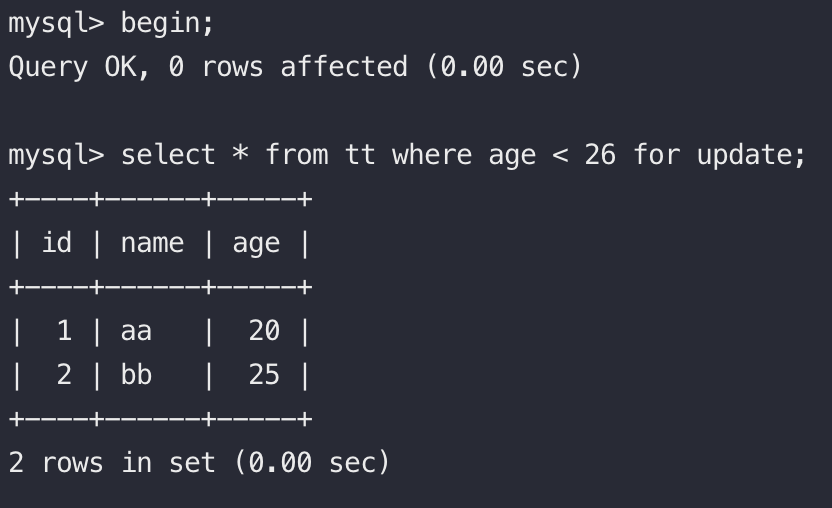 mysql> begin;
Query OK, 0 rows affected (0.00 sec)
mysql> select * from tt where age < 26 for update;
+----+------+-----+
| id | name | age |
+----+------+-----+
|  1 | aa   |  20 |
|  2 | bb   |  25 |
+----+------+-----+
2 rows in set (0.00 sec)